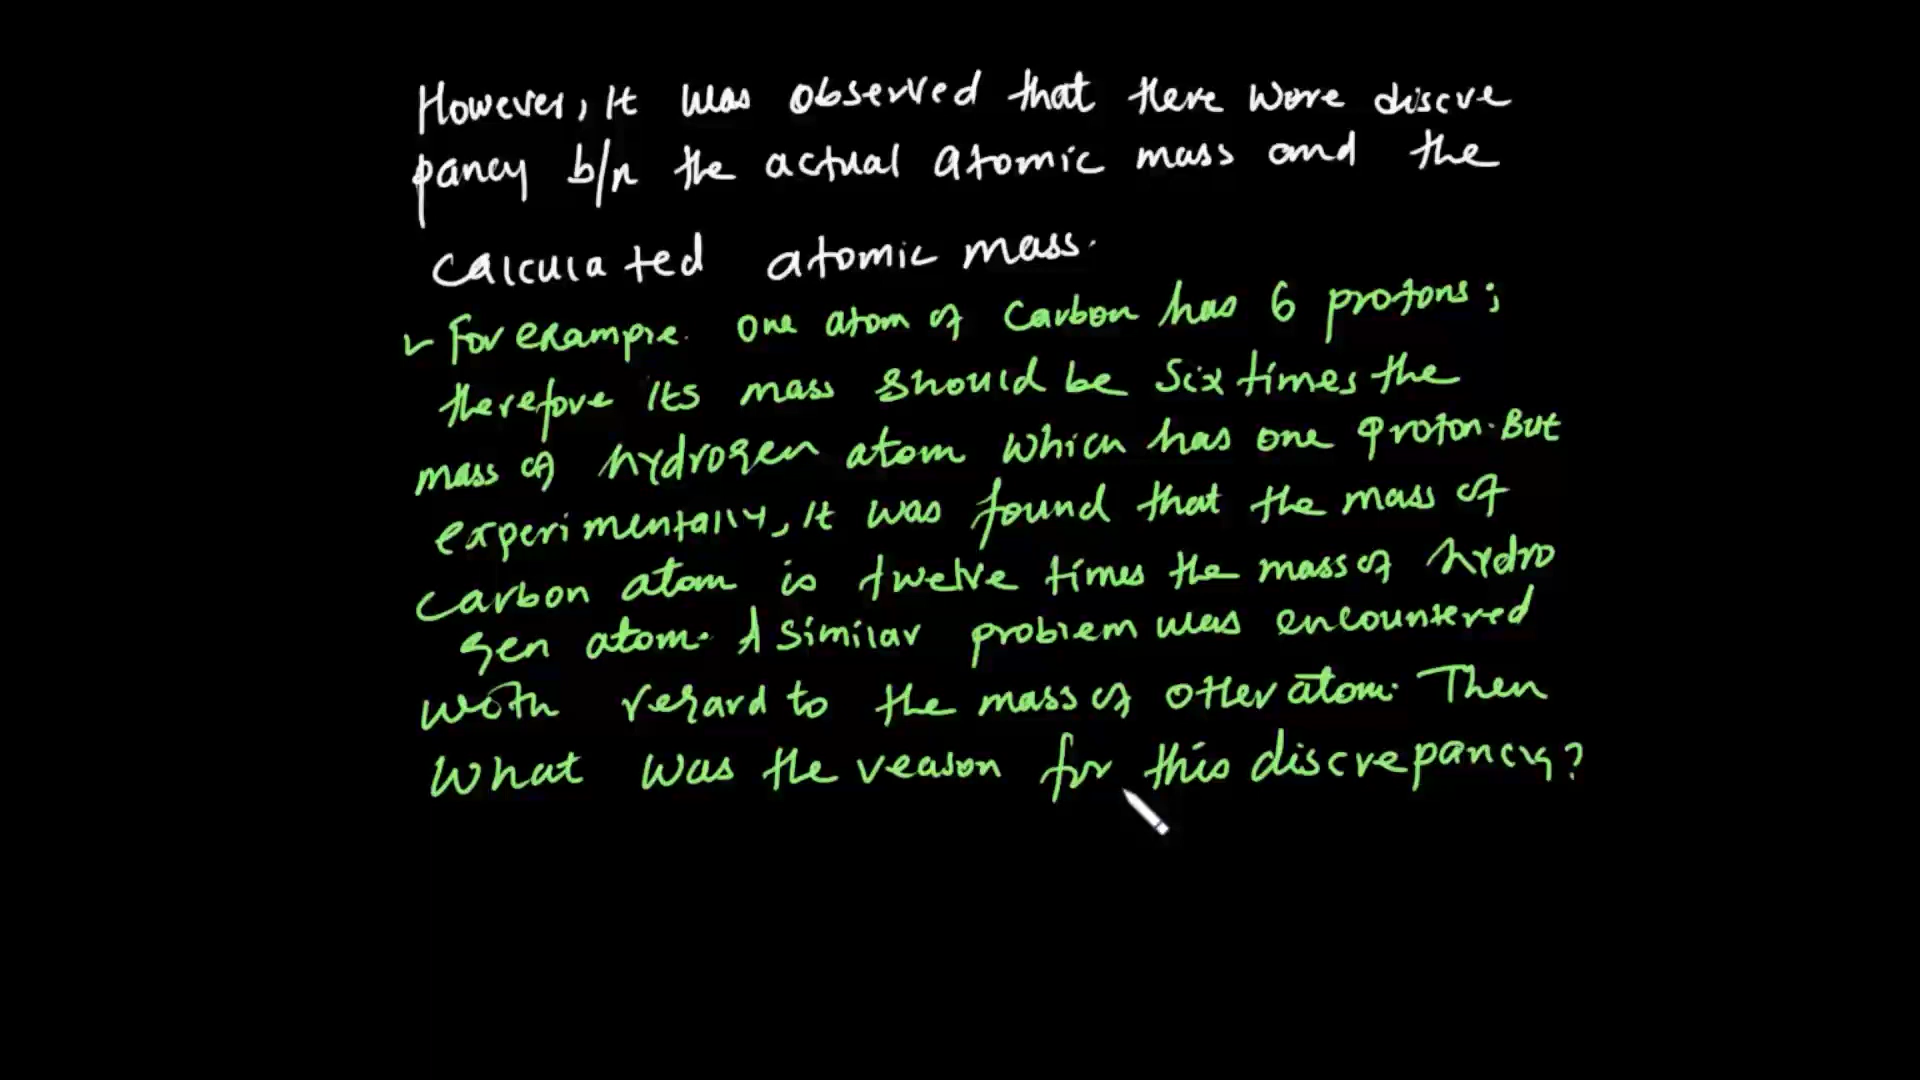 However, It was observed that there were discre
pancy b/n the actual atomic mass and the
calculated atomic mass.
✓ For example. One atom of Carbon has 6 protons;
therefore its mass should be Six times the
mass of hydrogen atom which has one proton. But
experimentally, It was found that the mass of
carbon atom is twelve times the mass of hydro
gen atom. A similar problem was encountered
with regard to the mass of other atom. Then
What was the reason for this discrepancy?